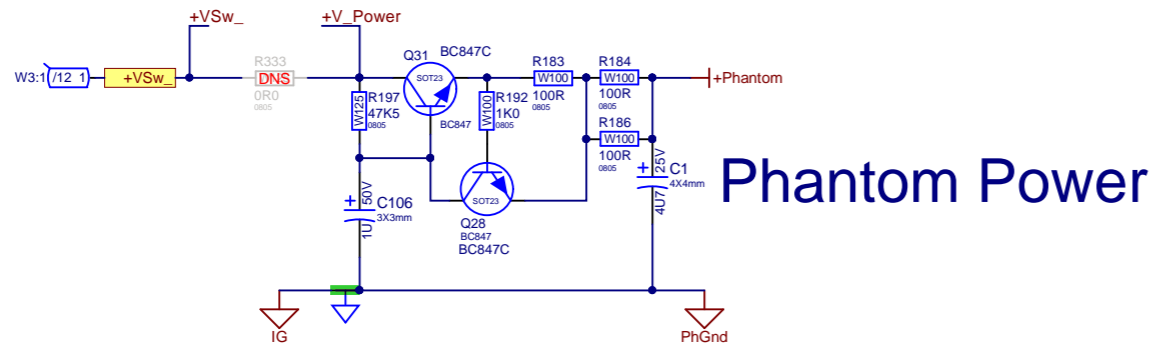 +VSw_
+V_Power
W3:1
/12 1
+VSw_
R333
DNS
0R0
0805
Q31
BC847C
SOT23
BC847
R183
W100
100R
0805
R184
W100
100R
0805
+Phantom
R197
W125
47K5
0805
R192
W100
1K0
0805
R186
W100
100R
0805
C106
50V
3X3mm
1U
+
SOT23
Q28
BC847
BC847C
+
25V
C1
4X4mm
4U7
Phantom Power
IG
PhGnd